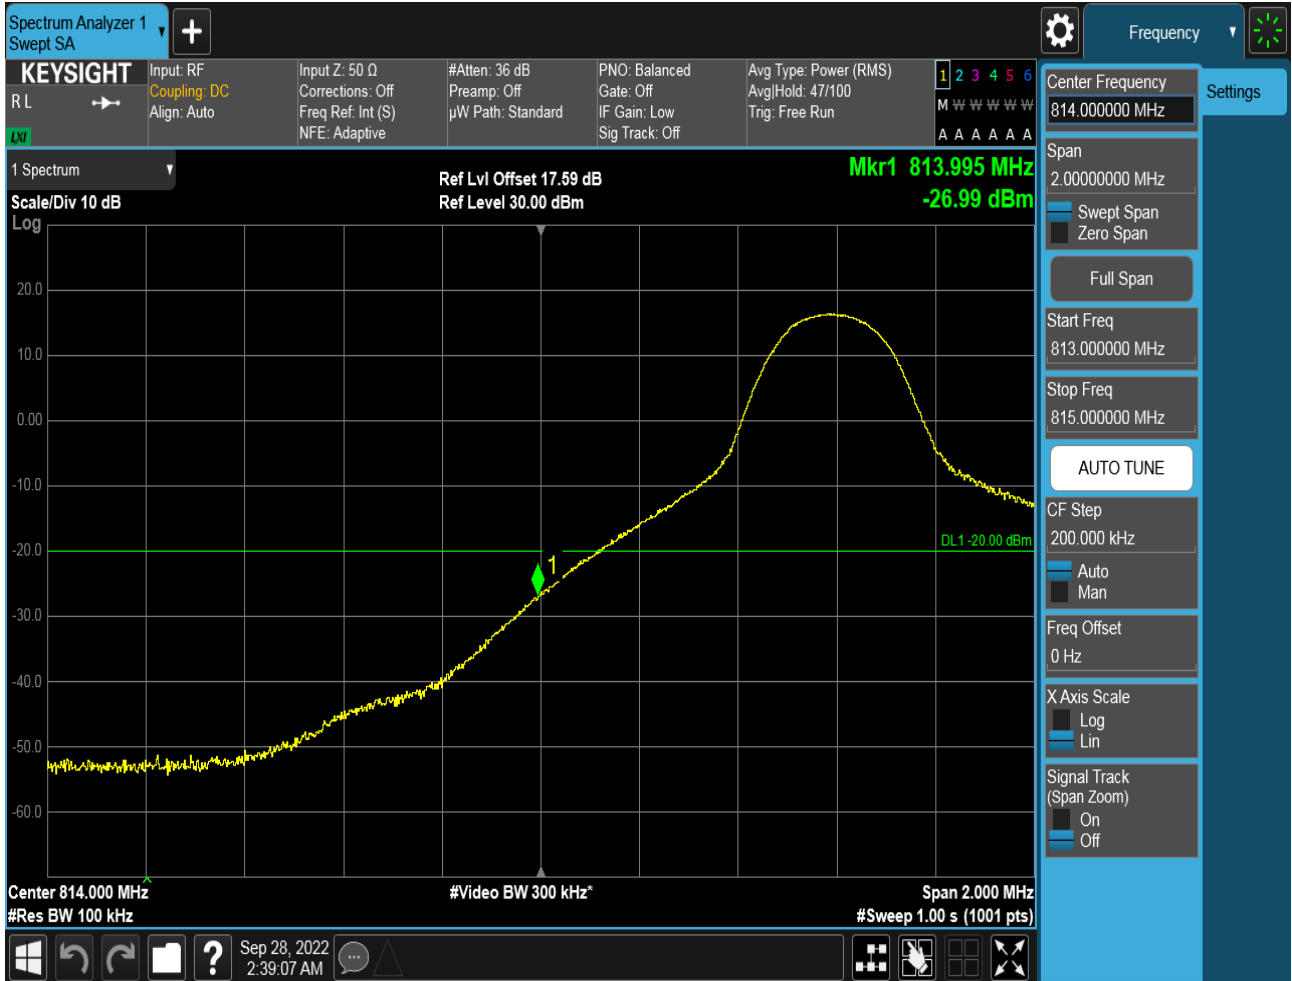 Spectrum Analyzer 1
Swept SA
Frequency
KEYSIGHT
R L
LXI
Input: RF
Coupling: DC
Align: Auto
Input Z: 50 Ω
Corrections: Off
Freq Ref: Int (S)
NFE: Adaptive
#Atten: 36 dB
Preamp: Off
µW Path: Standard
PNO: Balanced
Gate: Off
IF Gain: Low
Sig Track: Off
Avg Type: Power (RMS)
Avg|Hold: 47/100
Trig: Free Run
1 2 3 4 5 6
M W W W W W
A A A A A A
1 Spectrum
Scale/Div 10 dB
Log
Ref Lvl Offset 17.59 dB
Ref Level 30.00 dBm
Mkr1 813.995 MHz
-26.99 dBm
20.0
10.0
0.00
-10.0
-20.0
-30.0
-40.0
-50.0
-60.0
DL1 -20.00 dBm
1
Center 814.000 MHz
#Res BW 100 kHz
#Video BW 300 kHz*
Span 2.000 MHz
#Sweep 1.00 s (1001 pts)
Center Frequency
814.000000 MHz
Settings
Span
2.00000000 MHz
Swept Span
Zero Span
Full Span
Start Freq
813.000000 MHz
Stop Freq
815.000000 MHz
AUTO TUNE
CF Step
200.000 kHz
Auto
Man
Freq Offset
0 Hz
X Axis Scale
Log
Lin
Signal Track
(Span Zoom)
On
Off
?
Sep 28, 2022
2:39:07 AM